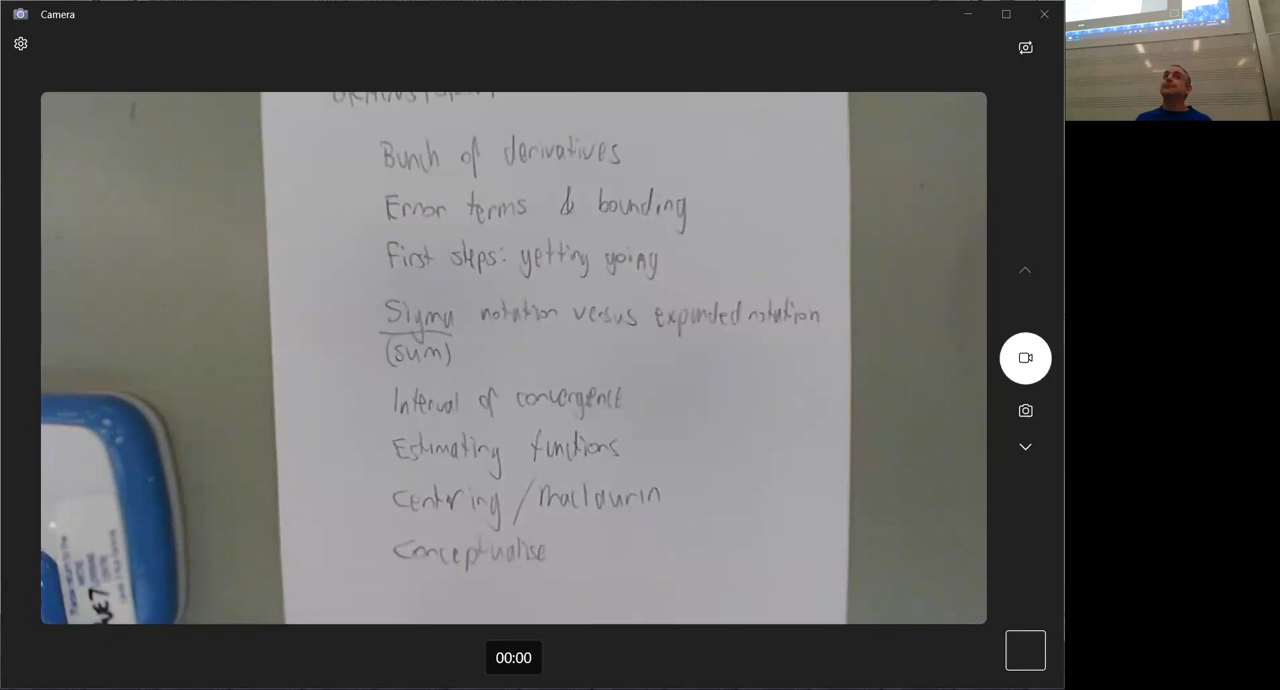 Camera
Bunch of derivatives
Error terms & bounding
First steps: getting going
Sigma notation versus expanded notation
(sum)
Interval of convergence
Estimating functions
Centering / Maclaurin
Conceptualise
00:00